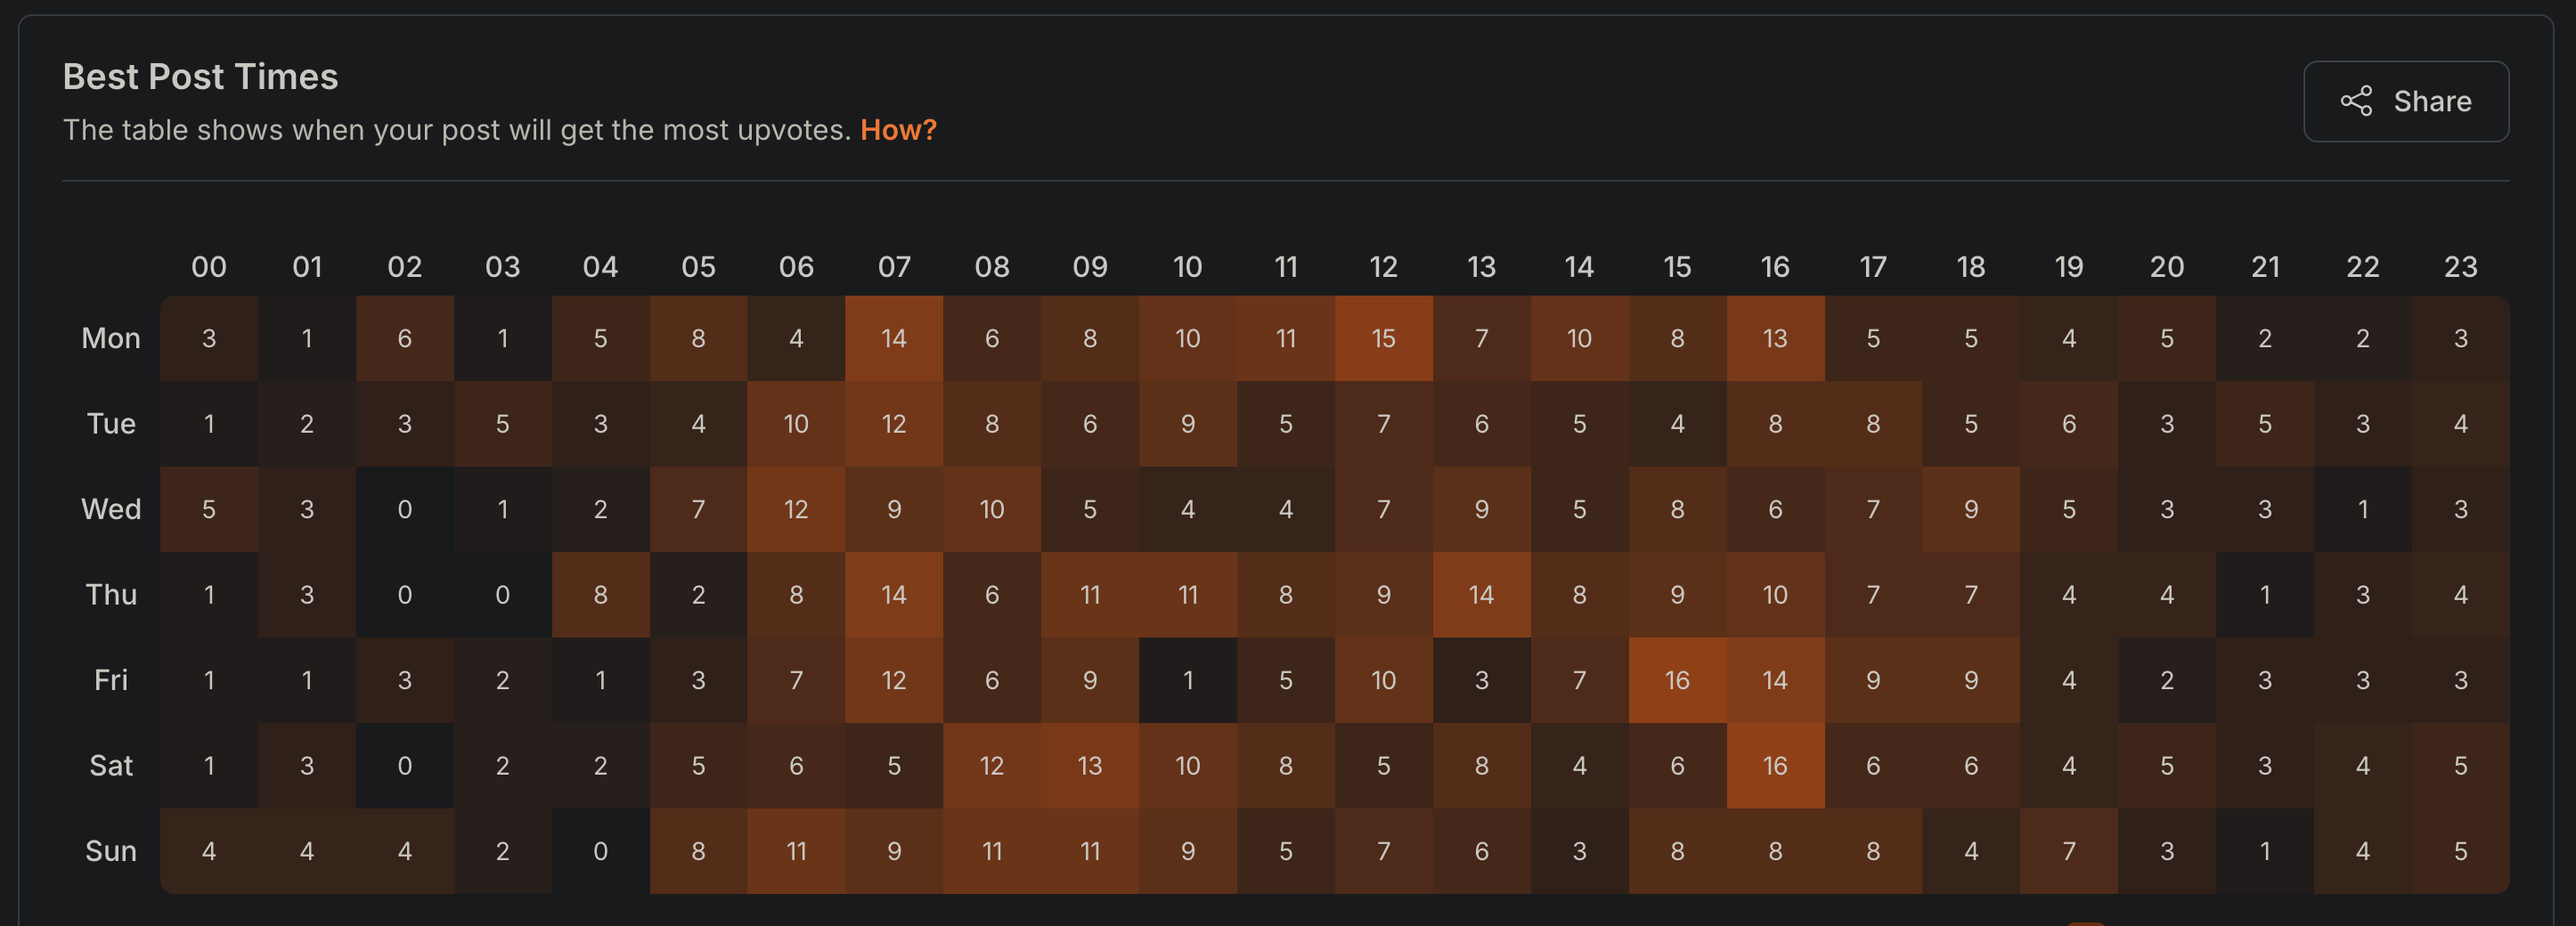 Best Post Times
The table shows when your post will get the most upvotes. How?
Share
00 01 02 03 04 05 06 07 08 09 10 11 12 13 14 15 16 17 18 19 20 21 22 23
Mon 3 1 6 1 5 8 4 14 6 8 10 11 15 7 10 8 13 5 5 4 5 2 2 3
Tue 1 2 3 5 3 4 10 12 8 6 9 5 7 6 5 4 8 8 5 6 3 5 3 4
Wed 5 3 0 1 2 7 12 9 10 5 4 4 7 9 5 8 6 7 9 5 3 3 1 3
Thu 1 3 0 0 8 2 8 14 6 11 11 8 9 14 8 9 10 7 7 4 4 1 3 4
Fri 1 1 3 2 1 3 7 12 6 9 1 5 10 3 7 16 14 9 9 4 2 3 3 3
Sat 1 3 0 2 2 5 6 5 12 13 10 8 5 8 4 6 16 6 6 4 5 3 4 5
Sun 4 4 4 2 0 8 11 9 11 11 9 5 7 6 3 8 8 8 4 7 3 1 4 5